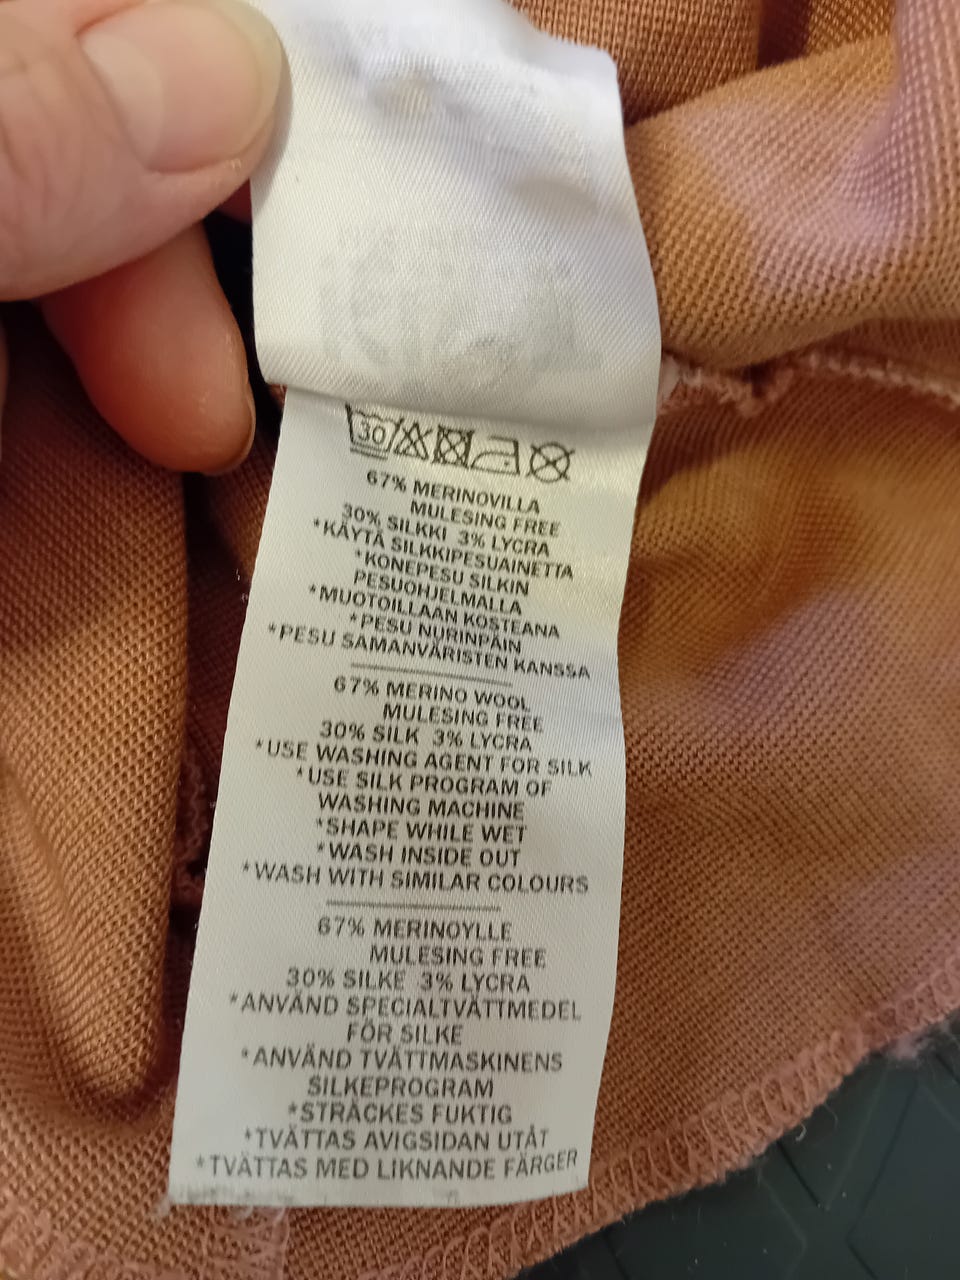 30
67% MERINOVILLA
MULESING FREE
30% SILKKI 3% LYCRA
*KÄYTÄ SILKKIPESUAINETTA
*KONEPESU SILKIN
PESUOHJELMALLA
*MUOTOILLAAN KOSTEANA
*PESU NURINPÄIN
*PESU SAMANVÄRISTEN KANSSA
67% MERINO WOOL
MULESING FREE
30% SILK 3% LYCRA
*USE WASHING AGENT FOR SILK
*USE SILK PROGRAM OF
WASHING MACHINE
*SHAPE WHILE WET
*WASH INSIDE OUT
*WASH WITH SIMILAR COLOURS
67% MERINOYLLE
MULESING FREE
30% SILKE 3% LYCRA
*ANVÄND SPECIALTVÄTTMEDEL
FÖR SILKE
*ANVÄND TVÄTTMASKINENS
SILKEPROGRAM
*STRÄCKES FUKTIG
*TVÄTTAS AVIGSIDAN UTÅT
*TVÄTTAS MED LIKNANDE FÄRGER